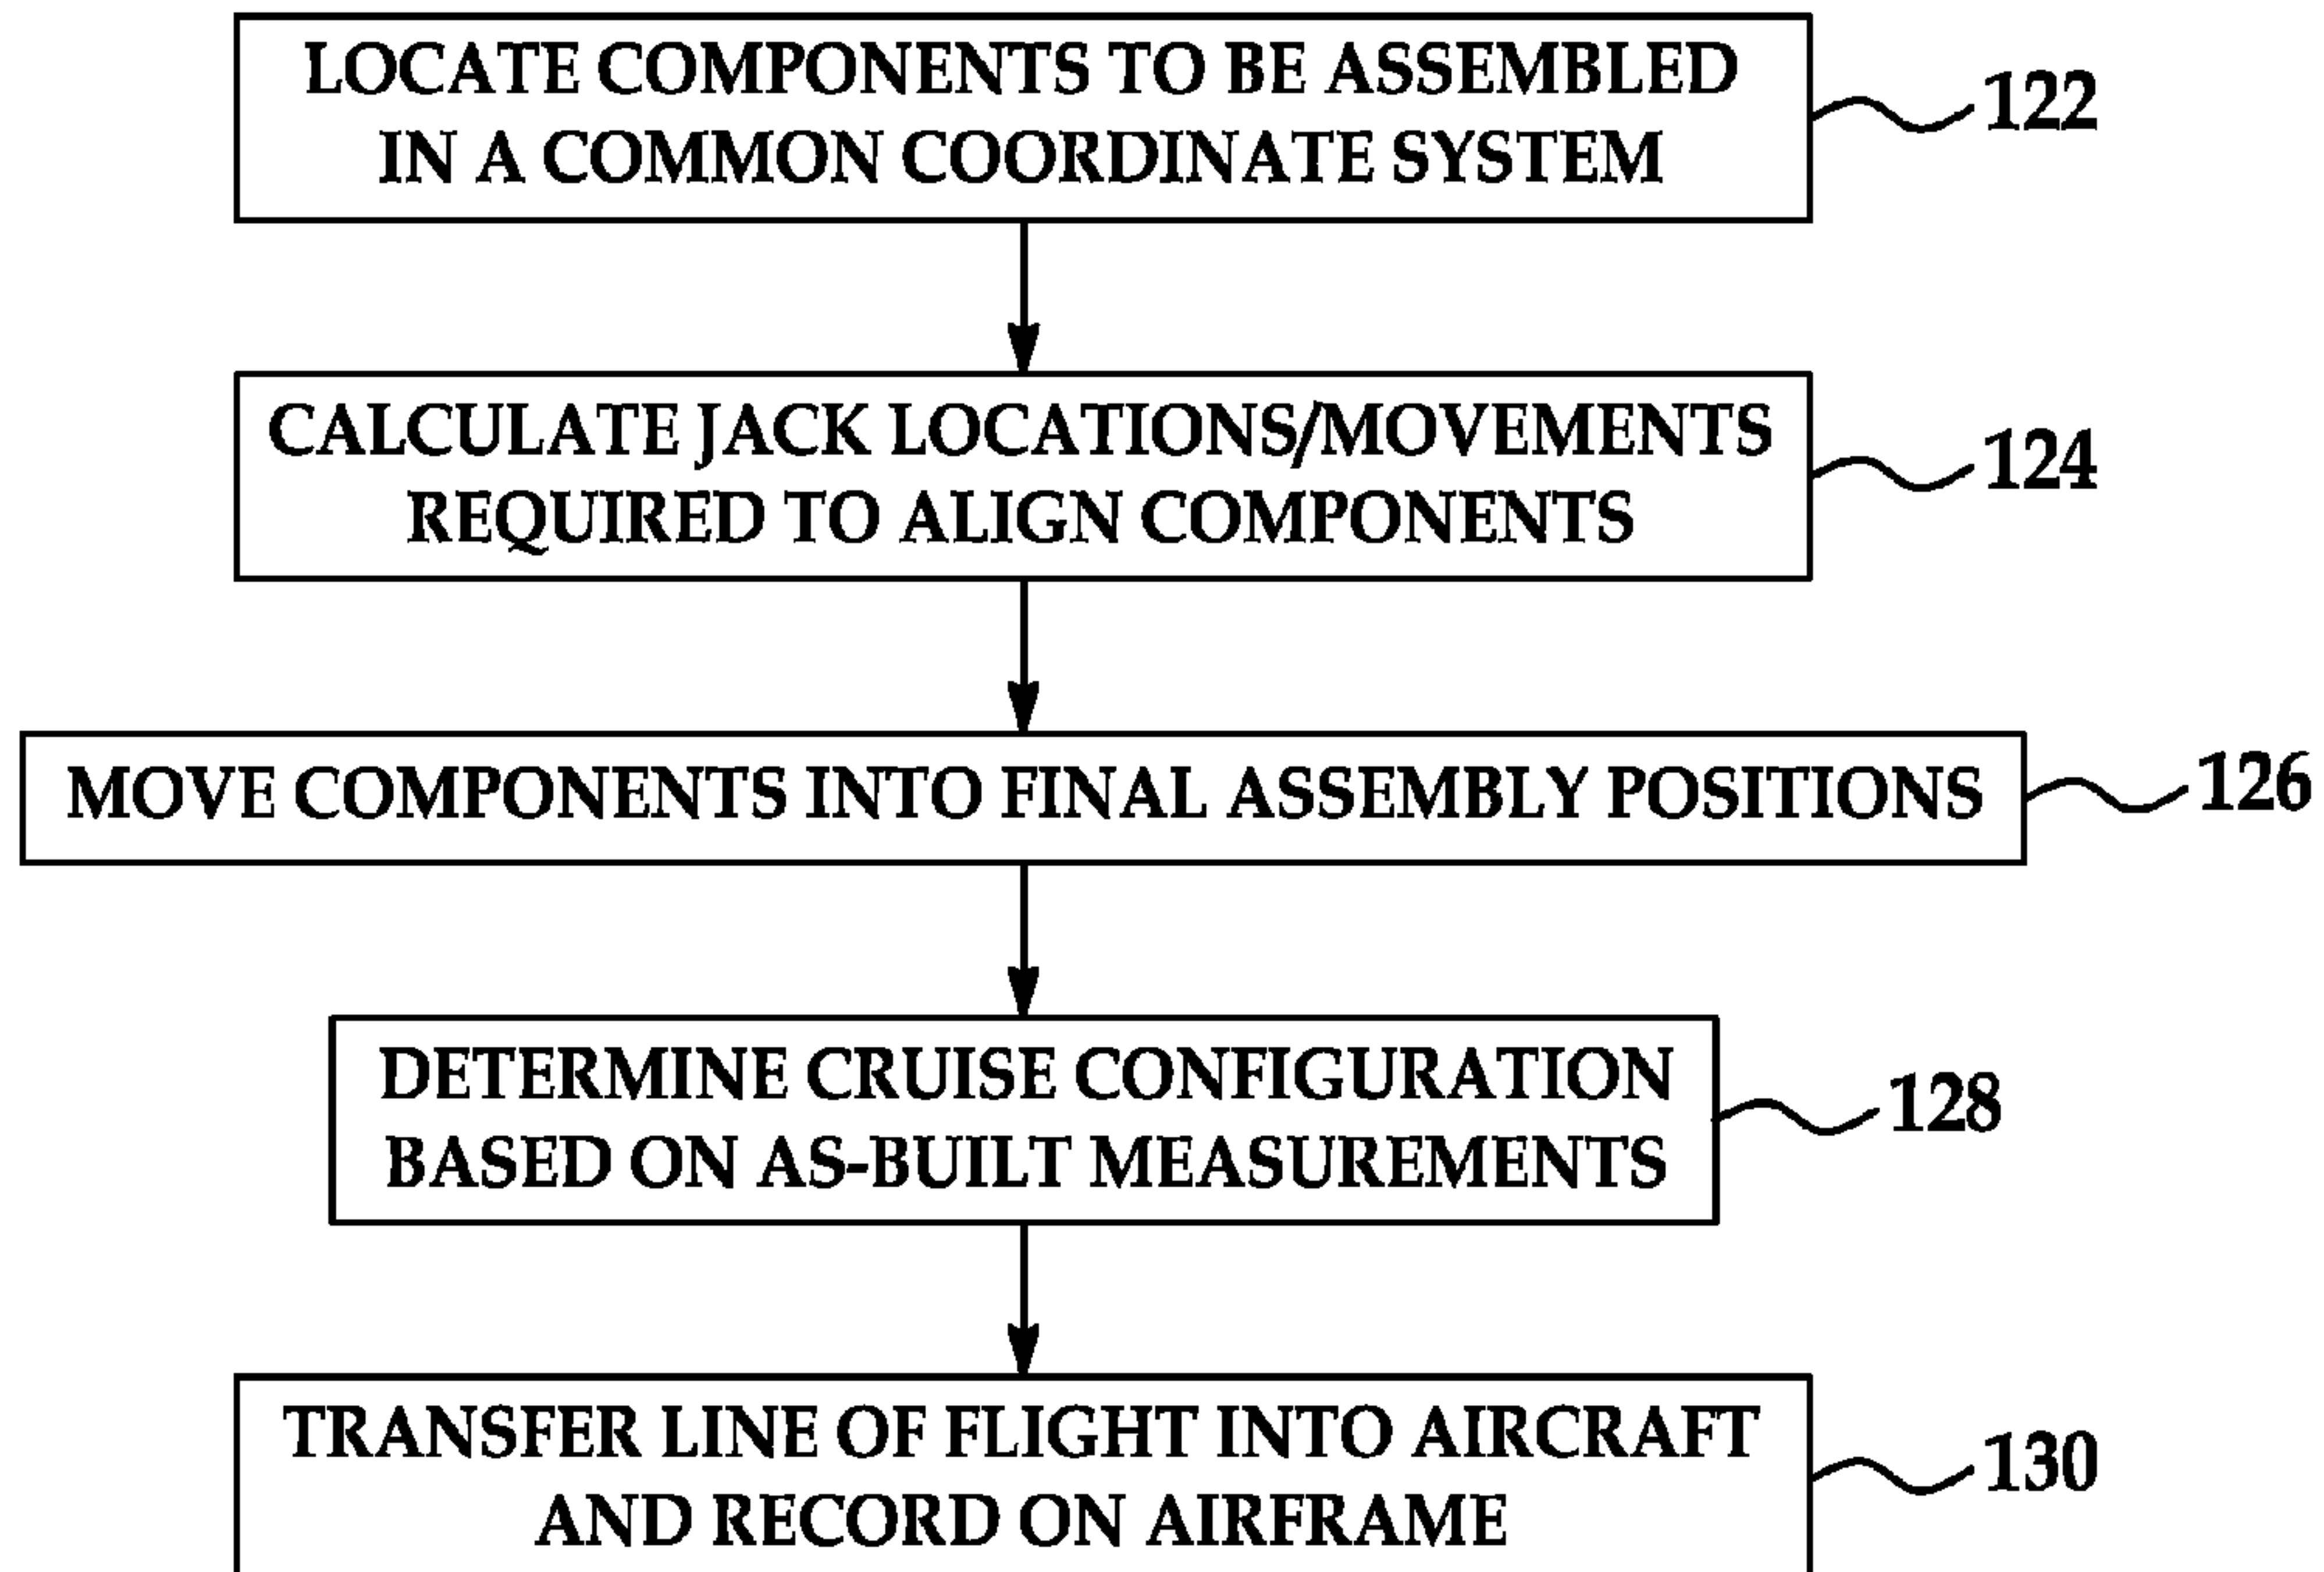 LOCATE COMPONENTS TO BE ASSEMBLED
IN A COMMON COORDINATE SYSTEM
122
CALCULATE JACK LOCATIONS/MOVEMENTS
REQUIRED TO ALIGN COMPONENTS
124
MOVE COMPONENTS INTO FINAL ASSEMBLY POSITIONS
126
DETERMINE CRUISE CONFIGURATION
BASED ON AS-BUILT MEASUREMENTS
128
TRANSFER LINE OF FLIGHT INTO AIRCRAFT
AND RECORD ON AIRFRAME
130